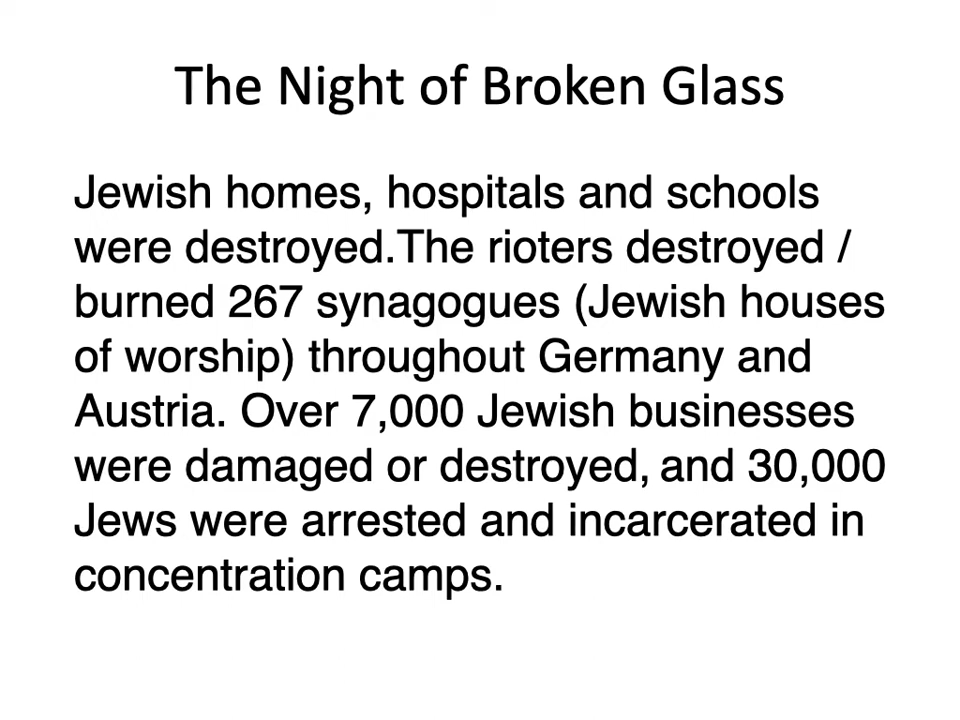 The Night of Broken Glass
Jewish homes, hospitals and schools
were destroyed.The rioters destroyed /
burned 267 synagogues (Jewish houses
of worship) throughout Germany and
Austria. Over 7,000 Jewish businesses
were damaged or destroyed, and 30,000
Jews were arrested and incarcerated in
concentration camps.